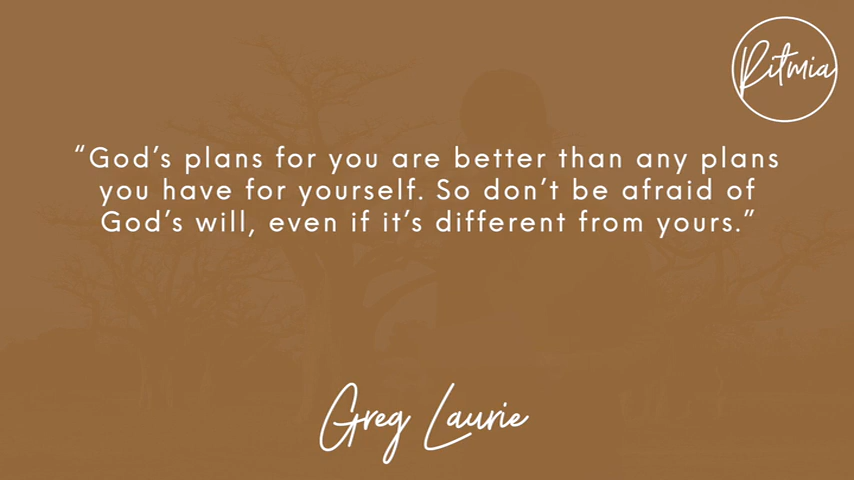 Ritmia
“God’s plans for you are better than any plans
you have for yourself. So don’t be afraid of
God’s will, even if it’s different from yours.”
Greg Laurie